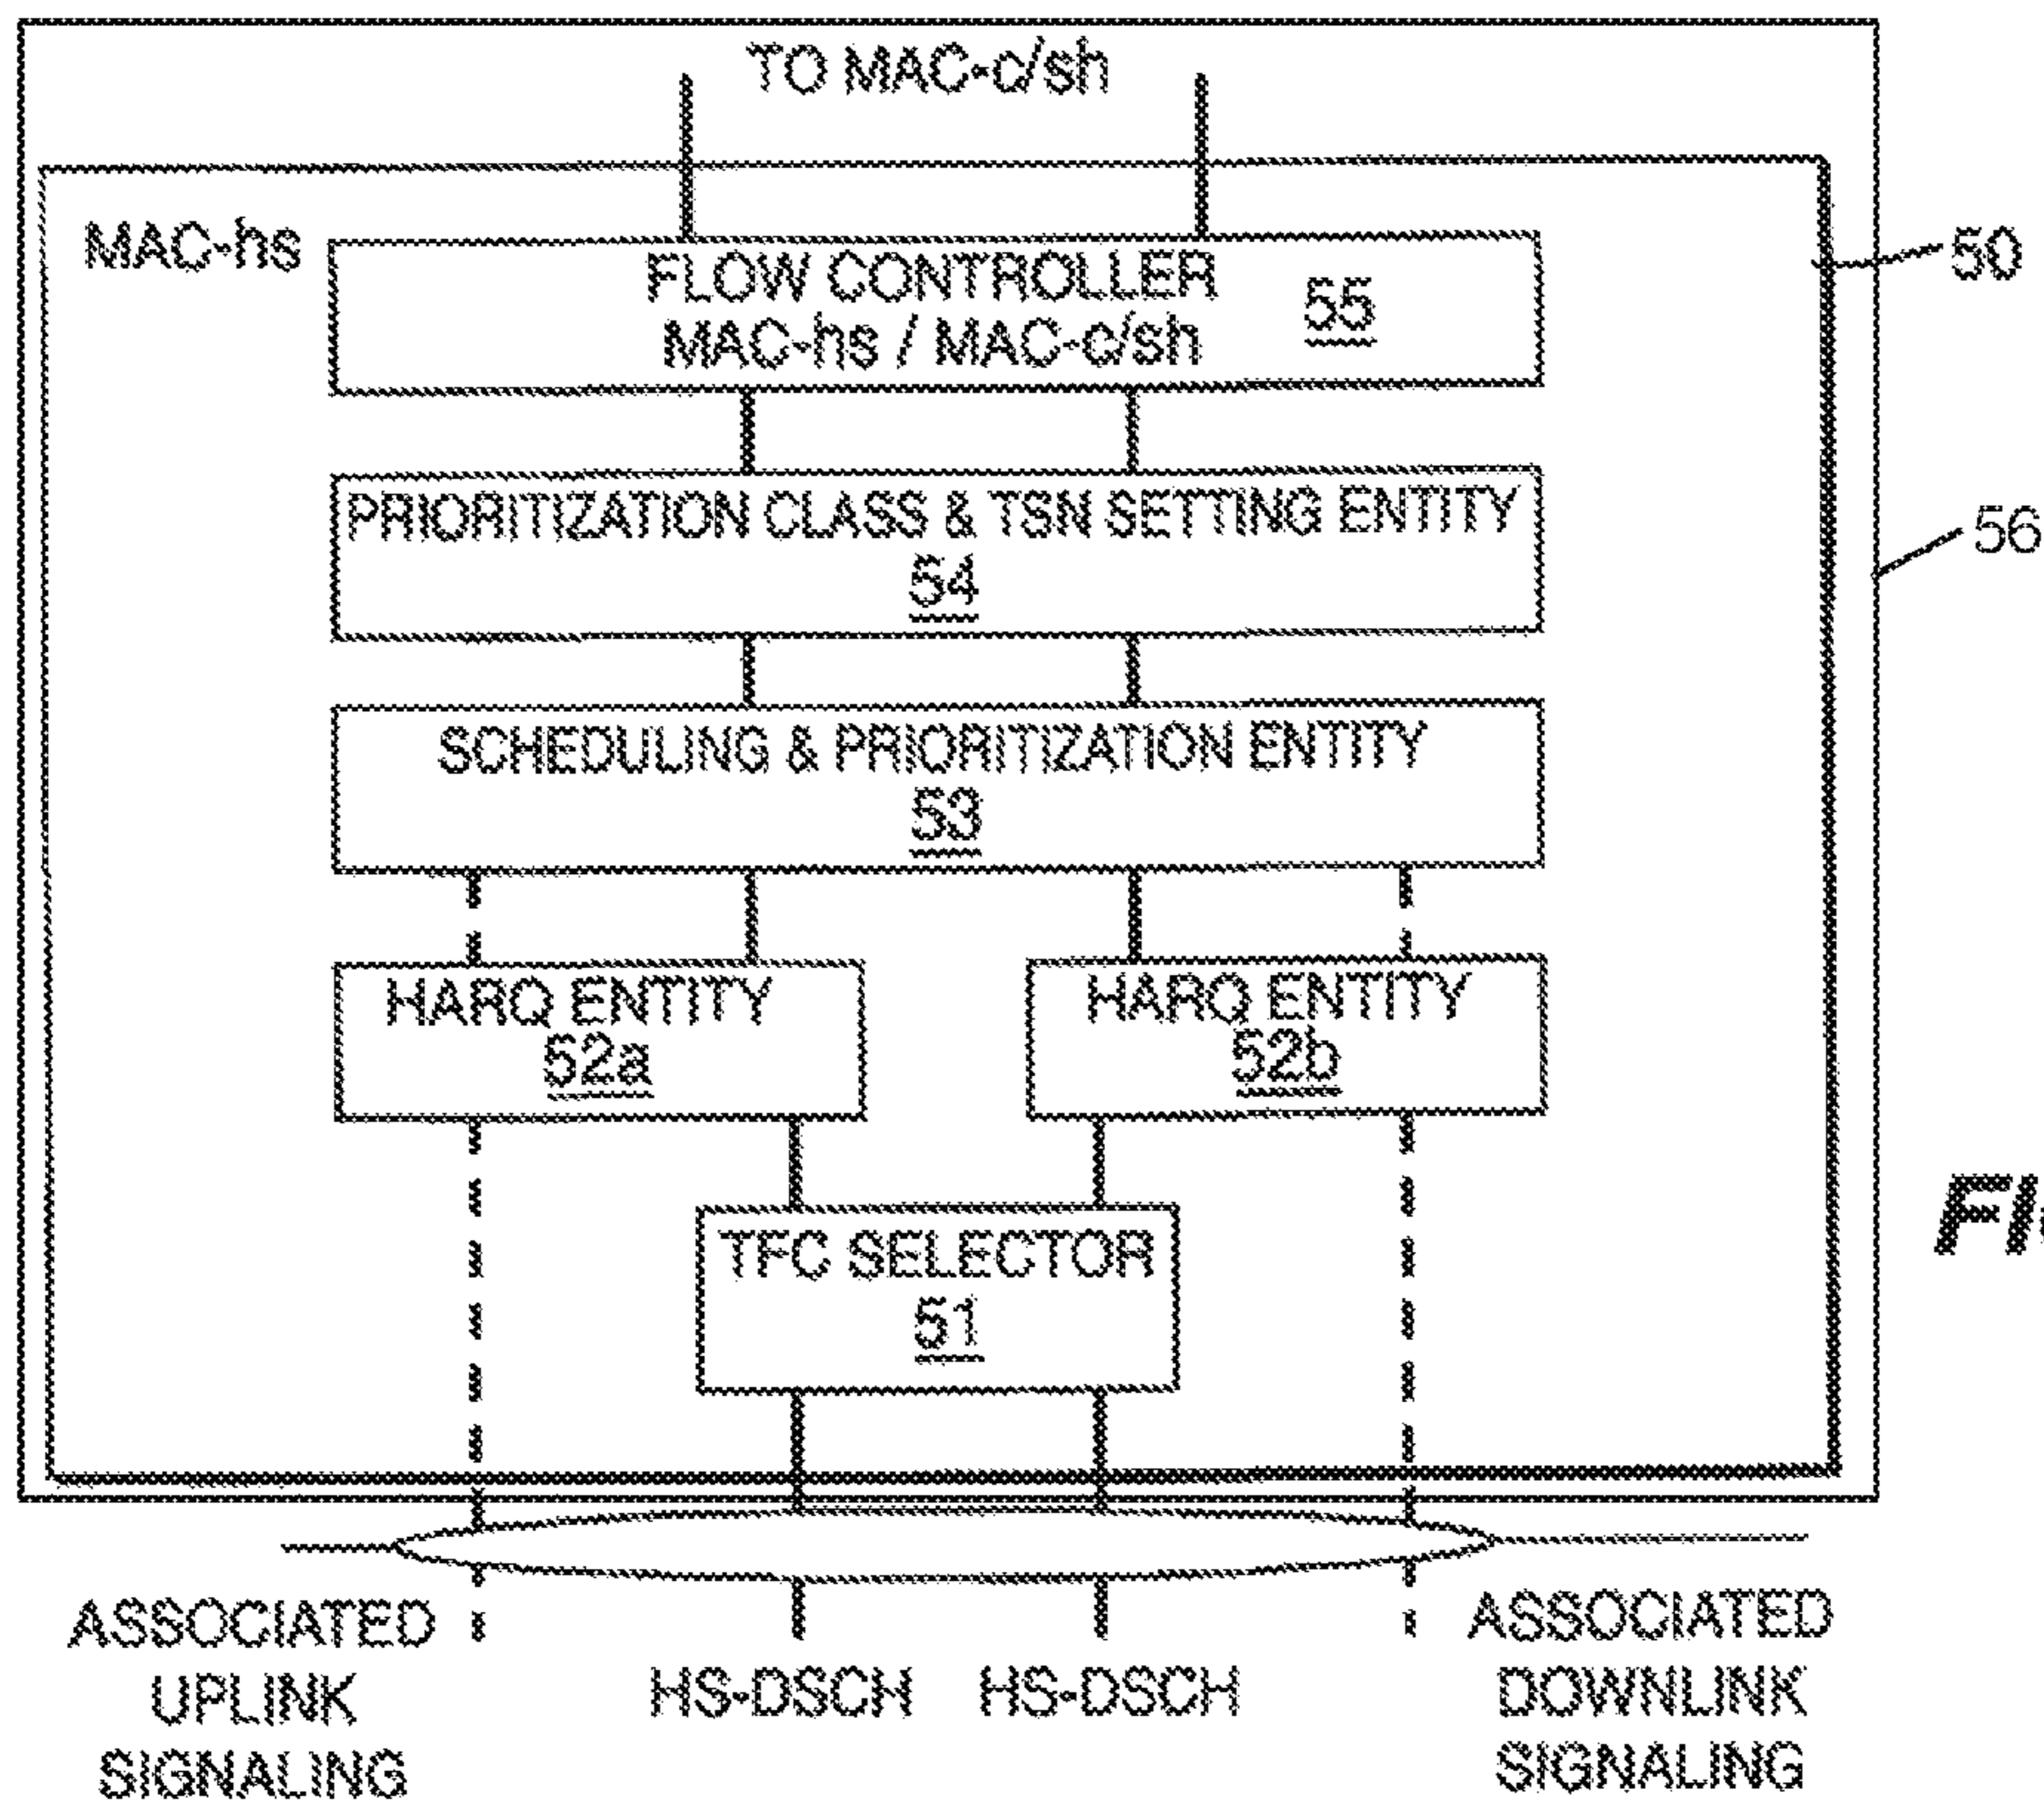 TO MAC-c/sh
MAC-hs
50
FLOW CONTROLLER
55
MAC-hs / MAC-c/sh
PRIORITIZATION CLASS & TSN SETTING ENTITY
54
56
SCHEDULING & PRIORITIZATION ENTITY
53
HARQ ENTITY
52a
HARQ ENTITY
52b
TFC SELECTOR
51
ASSOCIATED
UPLINK
SIGNALING
HS-DSCH
HS-DSCH
ASSOCIATED
DOWNLINK
SIGNALING